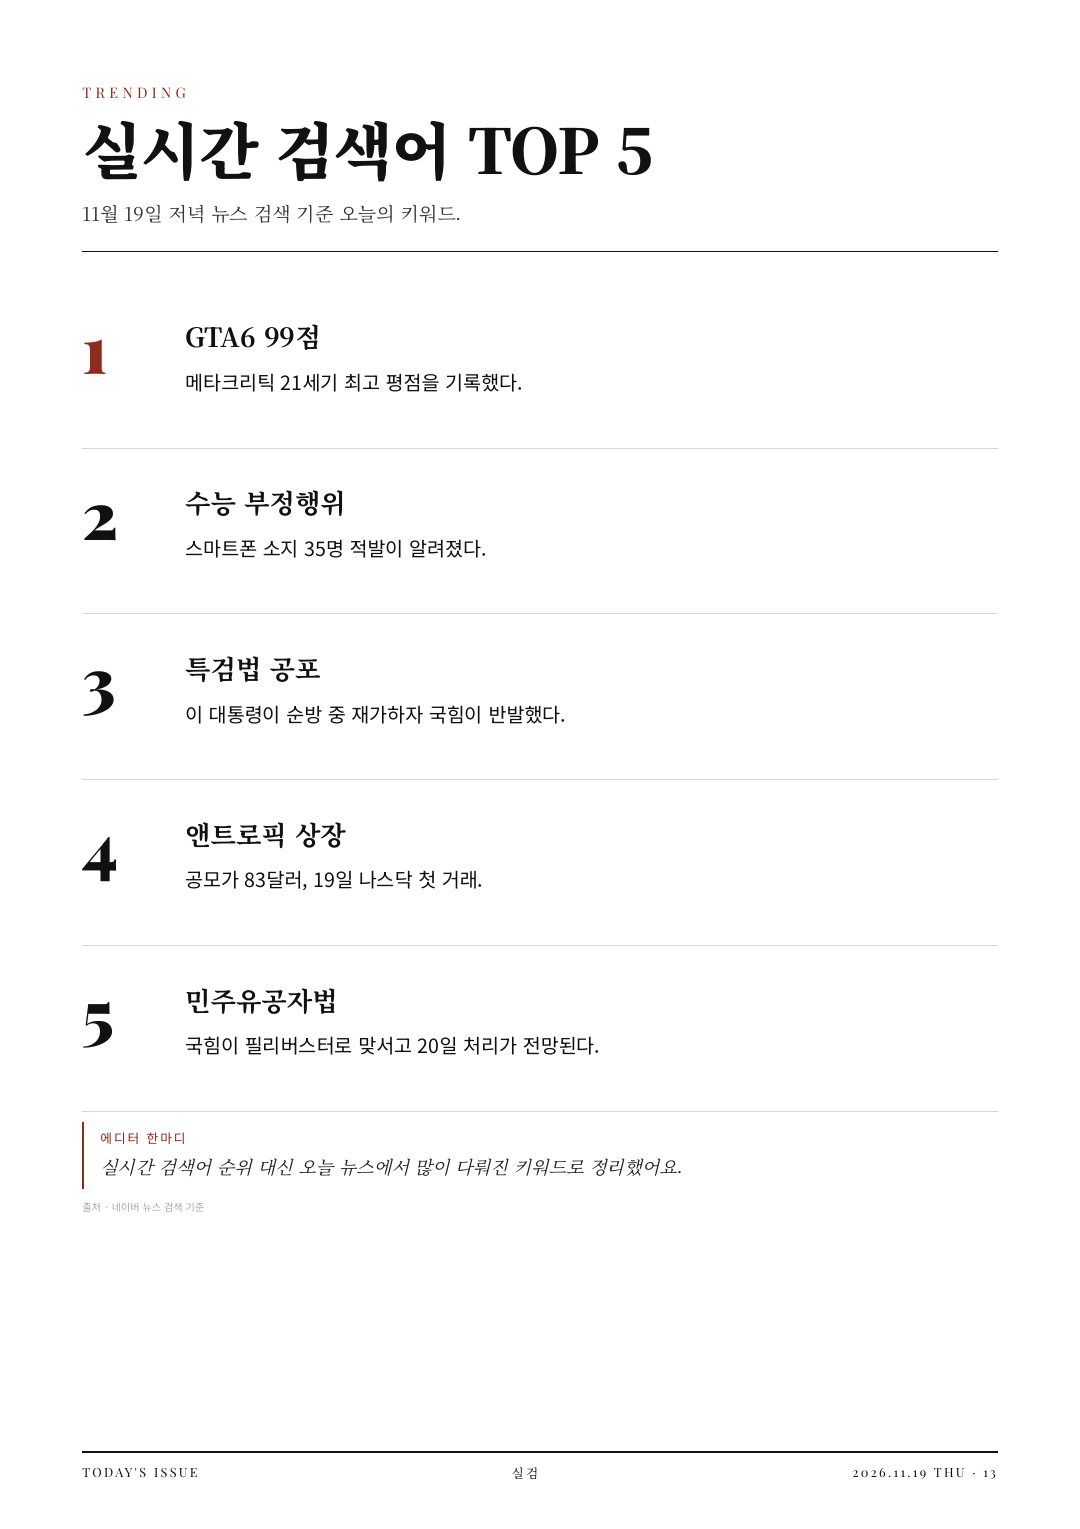 TRENDING
실시간 검색어 TOP 5
11월 19일 저녁 뉴스 검색 기준 오늘의 키워드.
1
GTA6 99점
메타크리틱 21세기 최고 평점을 기록했다.
2
수능 부정행위
스마트폰 소지 35명 적발이 알려졌다.
3
특검법 공포
이 대통령이 순방 중 재가하자 국힘이 반발했다.
4
앤트로픽 상장
공모가 83달러, 19일 나스닥 첫 거래.
5
민주유공자법
국힘이 필리버스터로 맞서고 20일 처리가 전망된다.
에디터 한마디
실시간 검색어 순위 대신 오늘 뉴스에서 많이 다뤄진 키워드로 정리했어요.
출처 · 네이버 뉴스 검색 기준
TODAY'S ISSUE
실검
2026.11.19 THU · 13